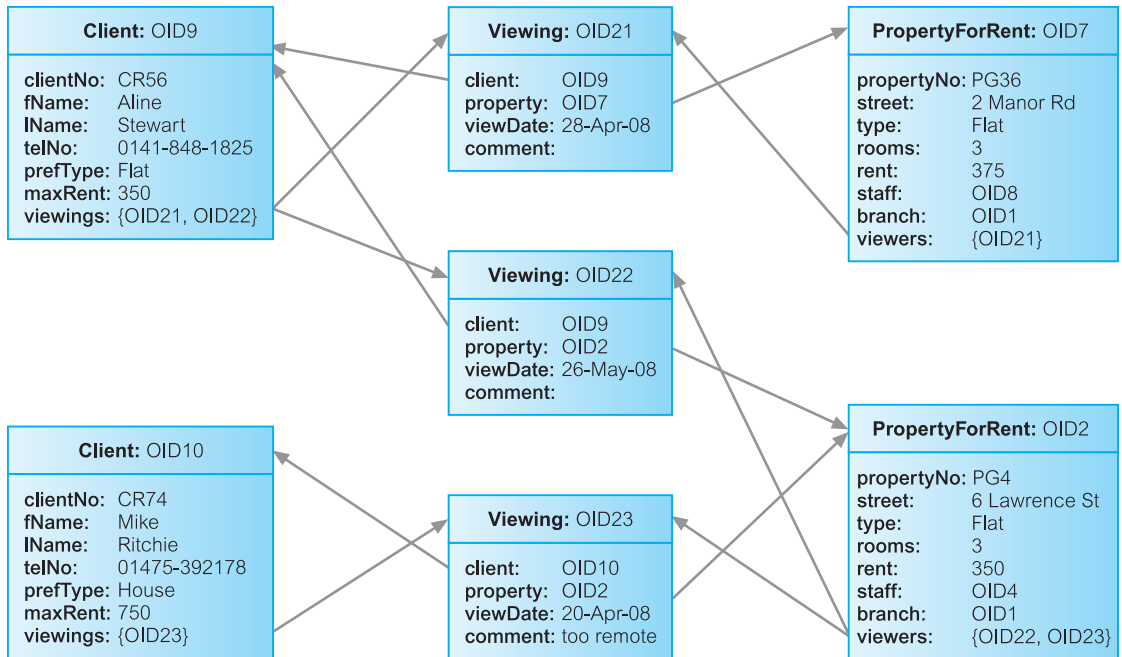 Client: OID9
clientNo: CR56
fName: Aline
lName: Stewart
telNo: 0141-848-1825
prefType: Flat
maxRent: 350
viewings: {OID21, OID22}
Viewing: OID21
client: OID9
property: OID7
viewDate: 28-Apr-08
comment:
PropertyForRent: OID7
propertyNo: PG36
street: 2 Manor Rd
type: Flat
rooms: 3
rent: 375
staff: OID8
branch: OID1
viewers: {OID21}
Viewing: OID22
client: OID9
property: OID2
viewDate: 26-May-08
comment:
Client: OID10
clientNo: CR74
fName: Mike
lName: Ritchie
telNo: 01475-392178
prefType: House
maxRent: 750
viewings: {OID23}
Viewing: OID23
client: OID10
property: OID2
viewDate: 20-Apr-08
comment: too remote
PropertyForRent: OID2
propertyNo: PG4
street: 6 Lawrence St
type: Flat
rooms: 3
rent: 350
staff: OID4
branch: OID1
viewers: {OID22, OID23}